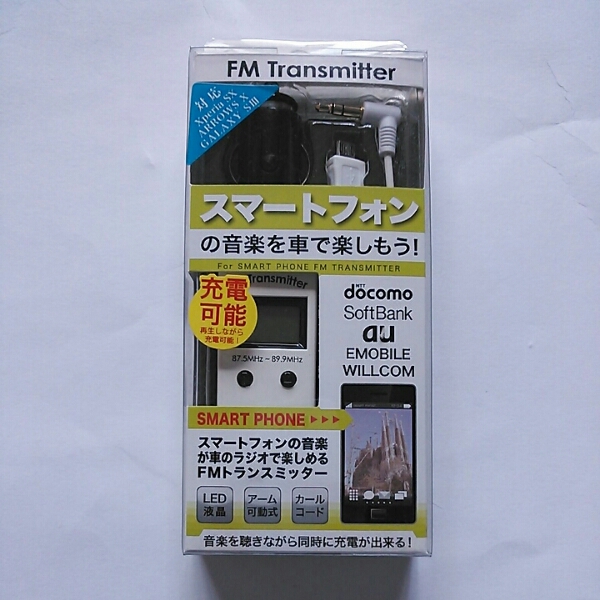 FM Transmitter
対応
Xperia SX
ARROWS X
GALAXY SIII
スマートフォン
の音楽を車で楽しもう!
For SMART PHONE FM TRANSMITTER
充電
可能
再生しながら
充電可能!
Transmitter
87.5MHz~89.9MHz
NTT
döcomo
SoftBank
au
EMOBILE
WILLCOM
SMART PHONE
スマートフォンの音楽
が車のラジオで楽しめる
FMトランスミッター
LED
液晶
アーム
可動式
カール
コード
音楽を聴きながら同時に充電が出来る!